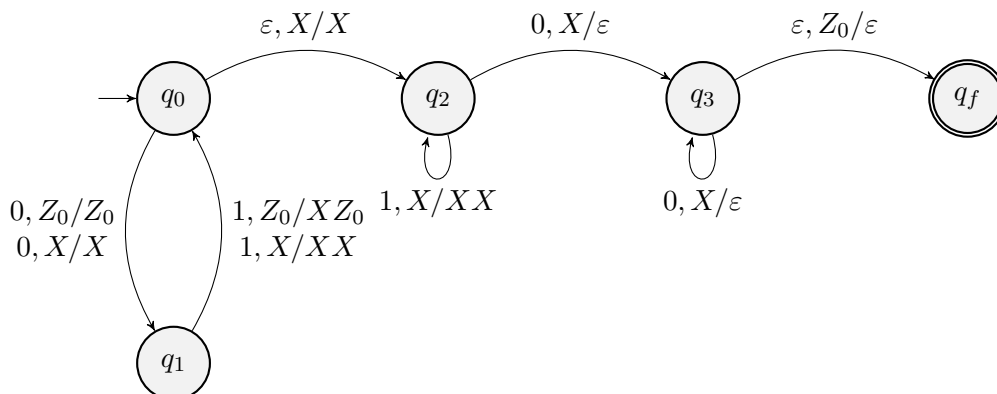 ε, X/X
0, X/ε
ε, Z₀/ε
q₀
q₂
q₃
q_f
1, X/XX
0, X/ε
0, Z₀/Z₀
0, X/X
1, Z₀/XZ₀
1, X/XX
q₁